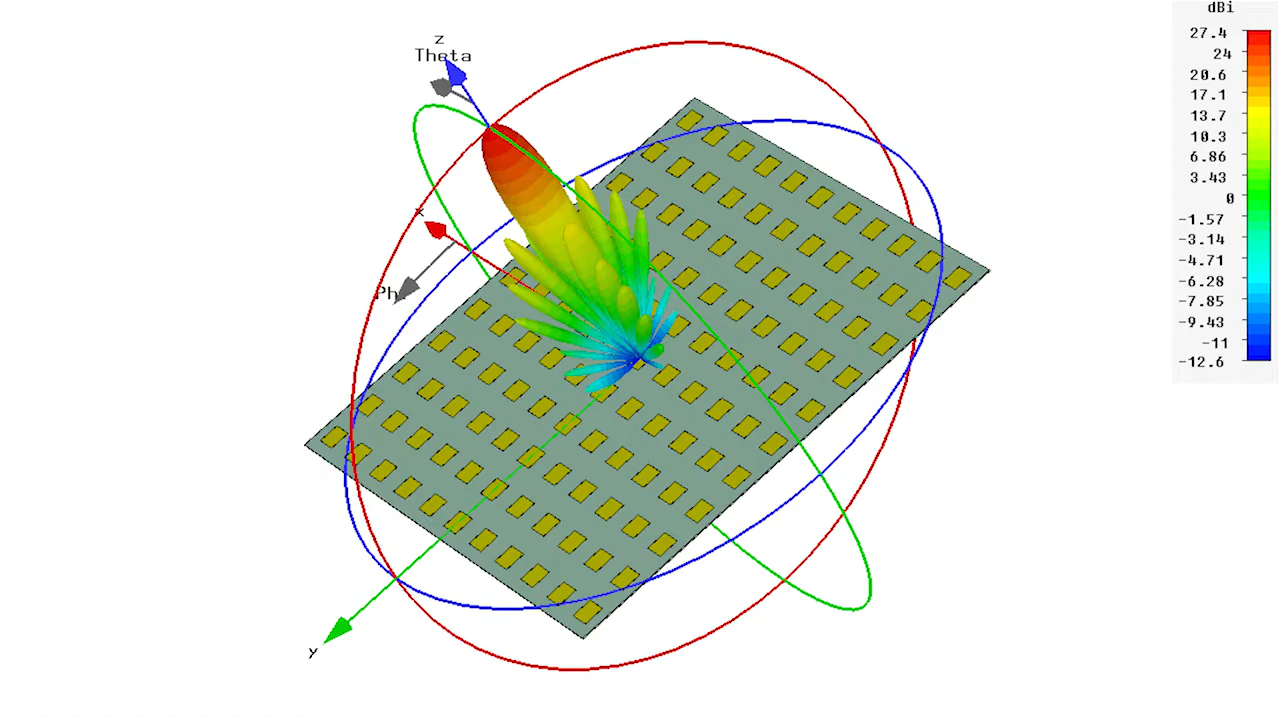 dBi
27.4
24
20.6
17.1
13.7
10.3
6.86
3.43
0
-1.57
-3.14
-4.71
-6.28
-7.85
-9.43
-11
-12.6
z
Theta
x
Ph
y